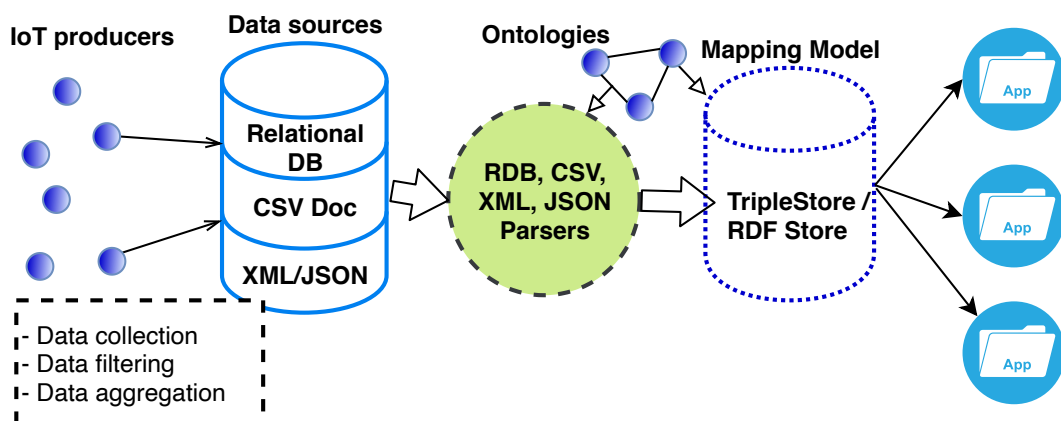 IoT producers
Data sources
Relational
DB
CSV Doc
XML/JSON
- Data collection
- Data filtering
- Data aggregation
Ontologies
RDB, CSV,
XML, JSON
Parsers
Mapping Model
TripleStore /
RDF Store
App
App
App